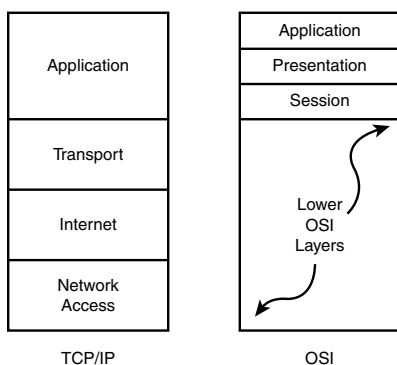 Application
Transport
Internet
Network
Access
TCP/IP
Application
Presentation
Session
Lower
OSI
Layers
OSI